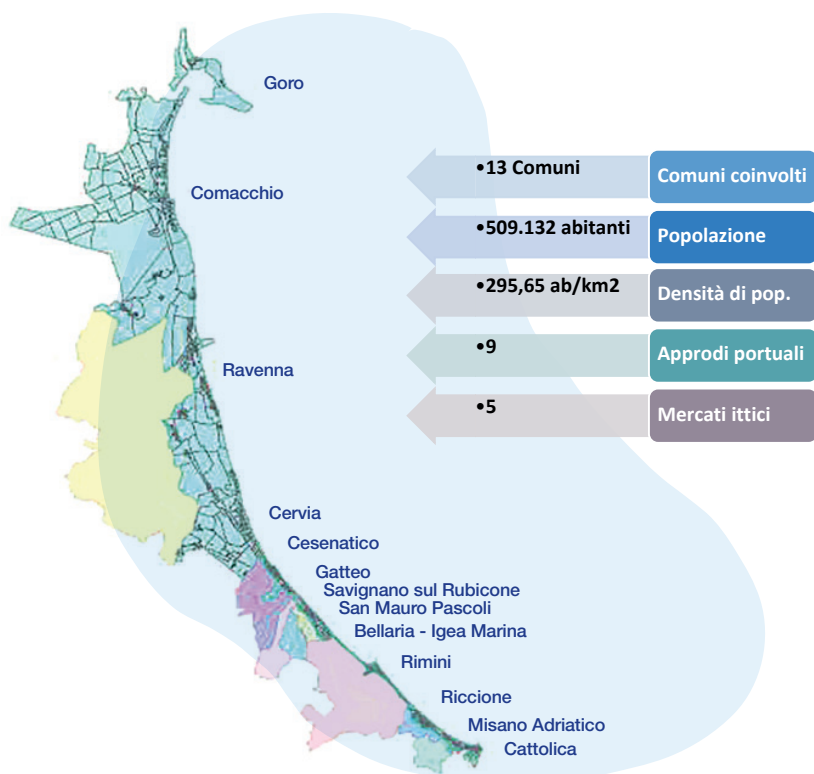 Goro
Comacchio
Ravenna
Cervia
Cesenatico
Gatteo
Savignano sul Rubicone
San Mauro Pascoli
Bellaria - Igea Marina
Rimini
Riccione
Misano Adriatico
Cattolica
•13 Comuni
Comuni coinvolti
•509.132 abitanti
Popolazione
•295,65 ab/km2
Densità di pop.
•9
Approdi portuali
•5
Mercati ittici